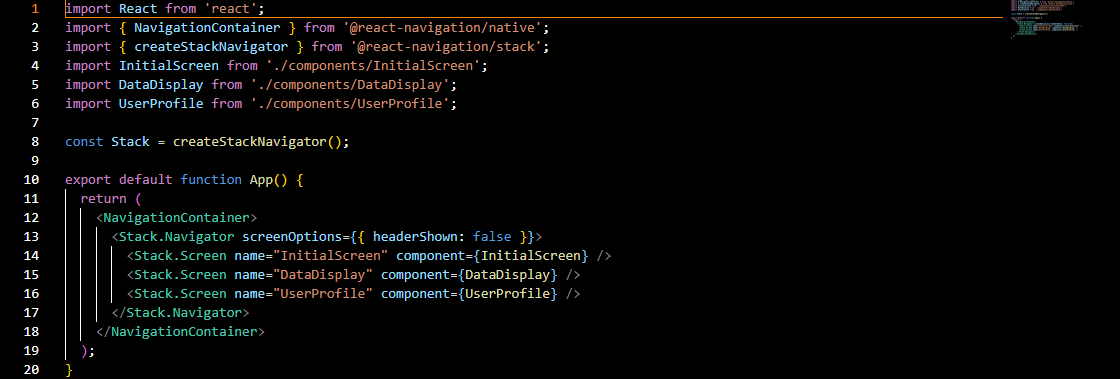 1 import React from 'react';
2 import { NavigationContainer } from '@react-navigation/native';
3 import { createStackNavigator } from '@react-navigation/stack';
4 import InitialScreen from './components/InitialScreen';
5 import DataDisplay from './components/DataDisplay';
6 import UserProfile from './components/UserProfile';
7
8 const Stack = createStackNavigator();
9
10 export default function App() {
11   return (
12     <NavigationContainer>
13       <Stack.Navigator screenOptions={{ headerShown: false }}>
14         <Stack.Screen name="InitialScreen" component={InitialScreen} />
15         <Stack.Screen name="DataDisplay" component={DataDisplay} />
16         <Stack.Screen name="UserProfile" component={UserProfile} />
17       </Stack.Navigator>
18     </NavigationContainer>
19   );
20 }